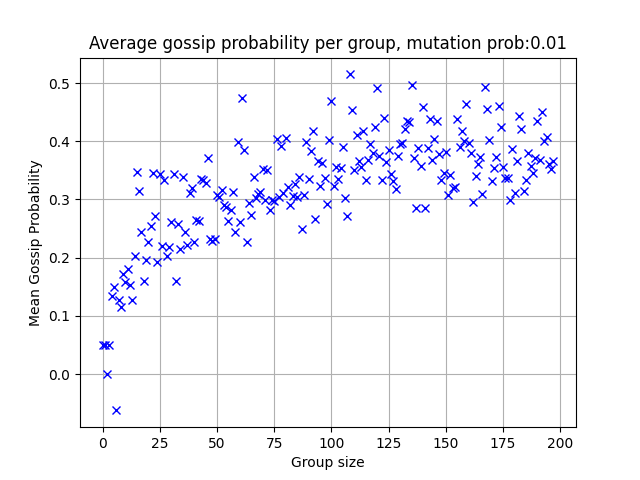 Average gossip probability per group, mutation prob:0.01
Mean Gossip Probability
0.5
0.4
0.3
0.2
0.1
0.0
0 25 50 75 100 125 150 175 200
Group size